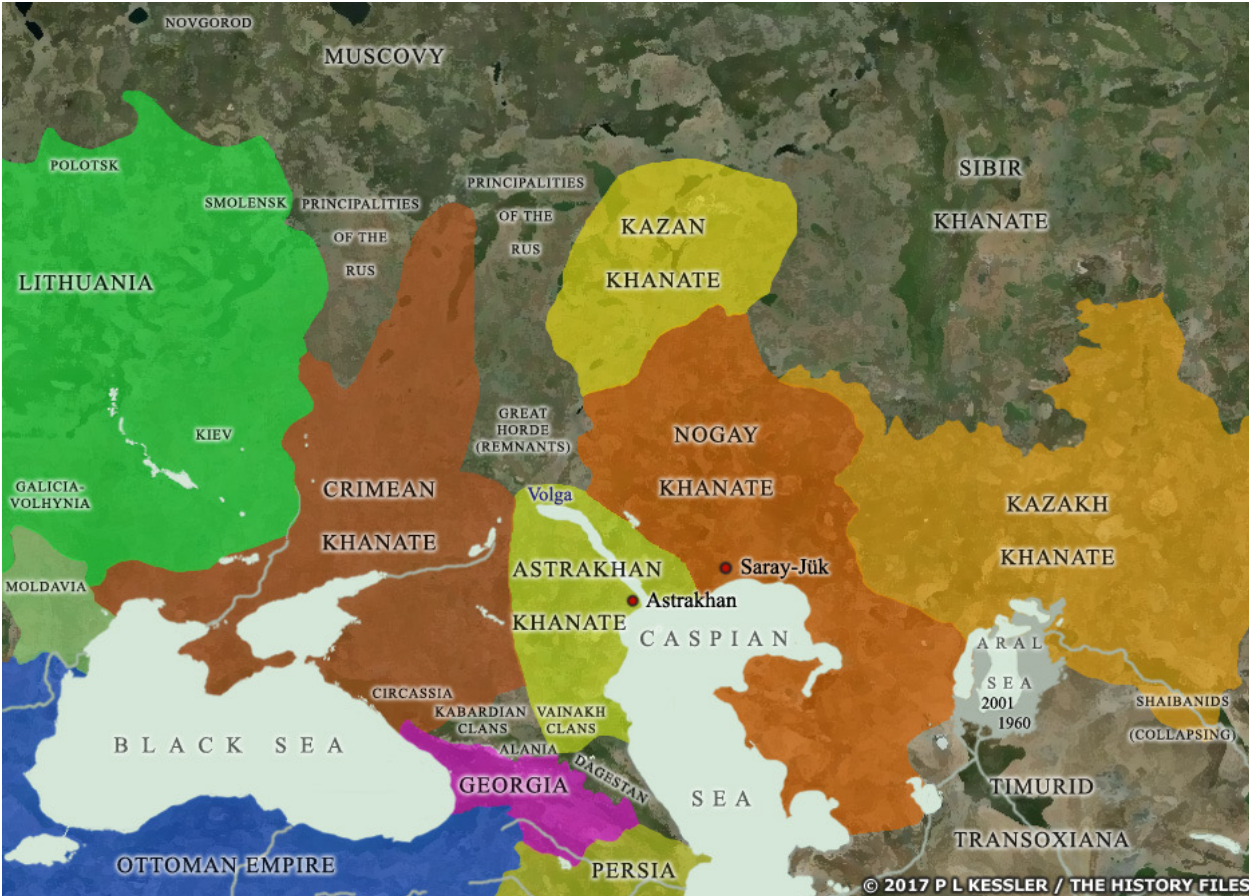 NOVGOROD
MUSCOVY
POLOTSK
SMOLENSK
PRINCIPALITIES
OF THE
RUS
PRINCIPALITIES
OF THE
RUS
KAZAN
KHANATE
SIBIR
KHANATE
LITHUANIA
KIEV
GALICIA-
VOLHYNIA
GREAT
HORDE
(REMNANTS)
NOGAY
KHANATE
CRIMEAN
KHANATE
Volga
KAZAKH
KHANATE
MOLDAVIA
ASTRAKHAN
KHANATE
Saray-Jük
Astrakhan
CASPIAN
SEA
ARAL
SEA
2001
1960
CIRCASSIA
KABARDIAN
CLANS
VAINAKH
CLANS
SHAIBANIDS
(COLLAPSING)
BLACK SEA
ALANIA
DAGESTAN
GEORGIA
TIMURID
TRANSOXIANA
OTTOMAN EMPIRE
PERSIA
© 2017 P L KESSLER / THE HISTORY FILES